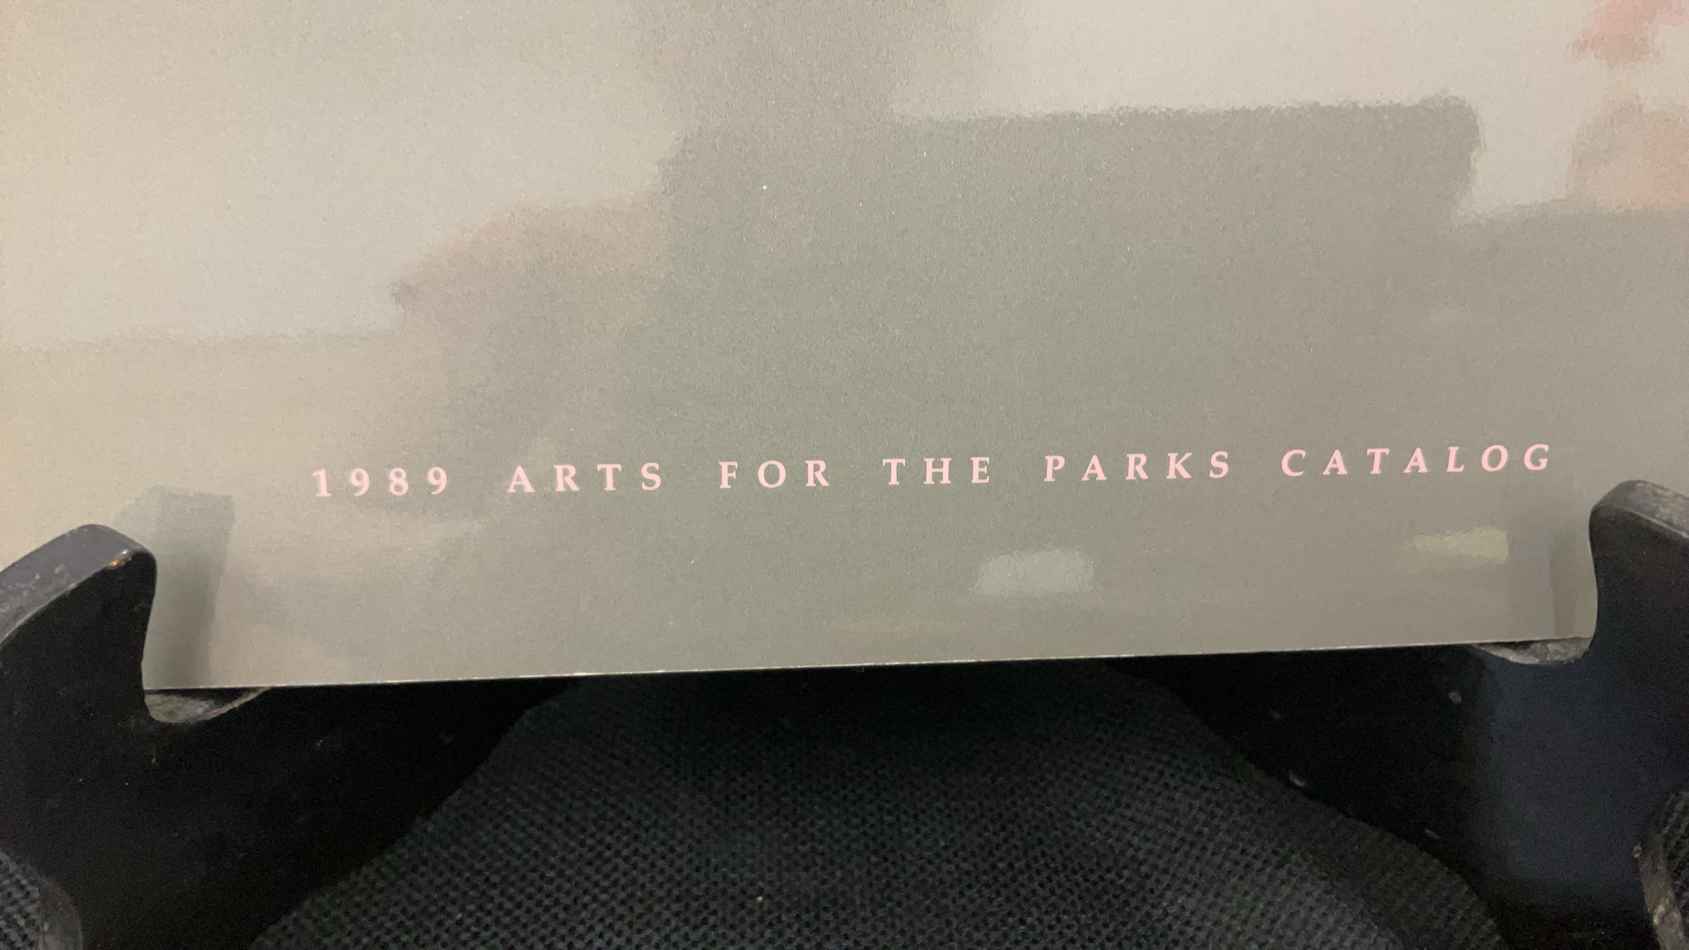 1989 ARTS FOR THE PARKS CATALOG